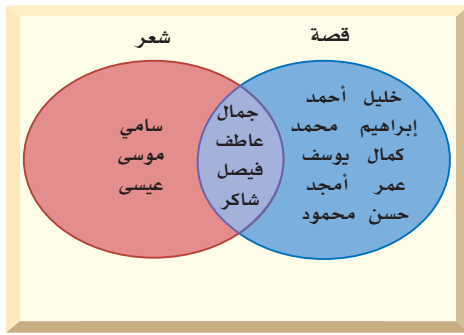 قصة
شعر
خليل أحمد
إبراهيم محمد
كمال يوسف
عمر أمجد
حسن محمود
جمال
عاطف
فيصل
شاكر
سامي
موسى
عيسى